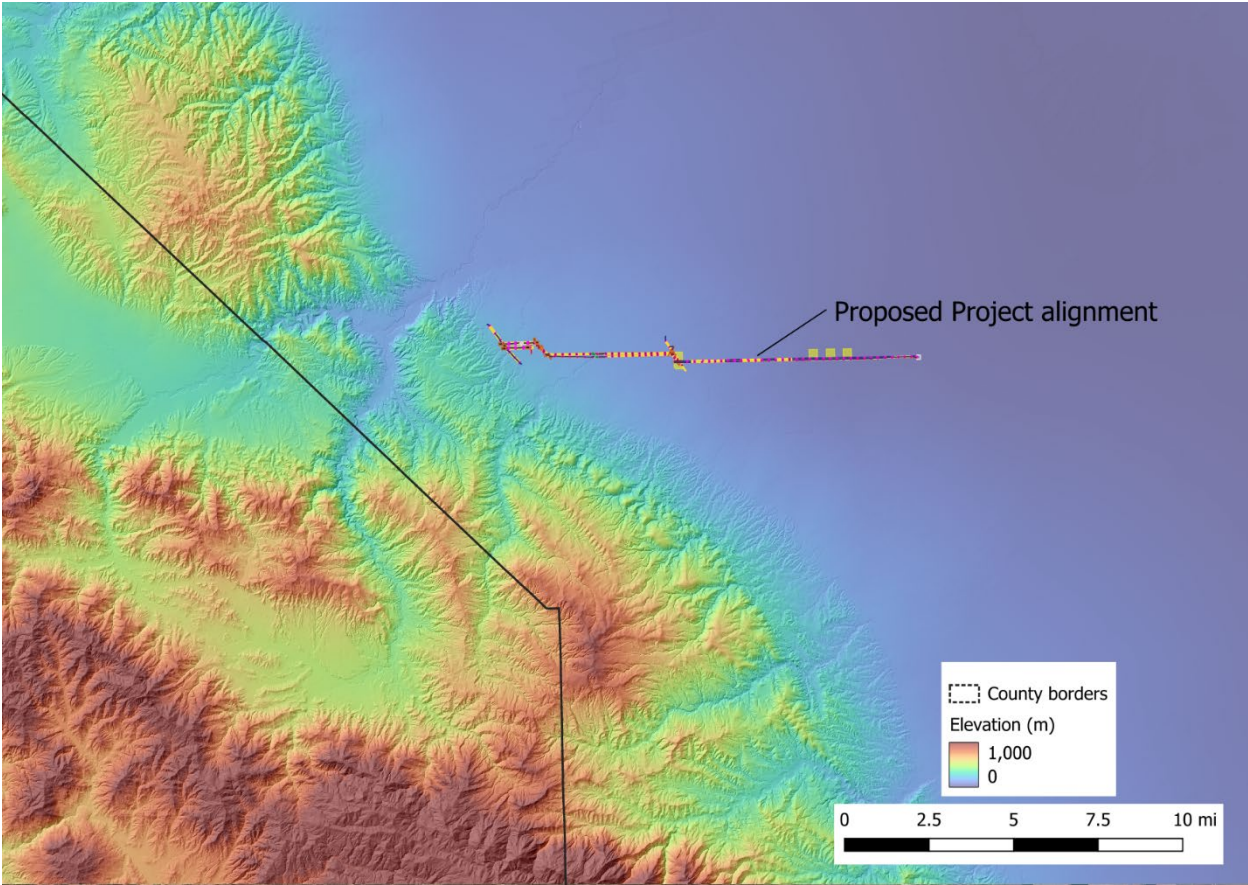 Proposed Project alignment
County borders
Elevation (m)
1,000
0
0 2.5 5 7.5 10 mi